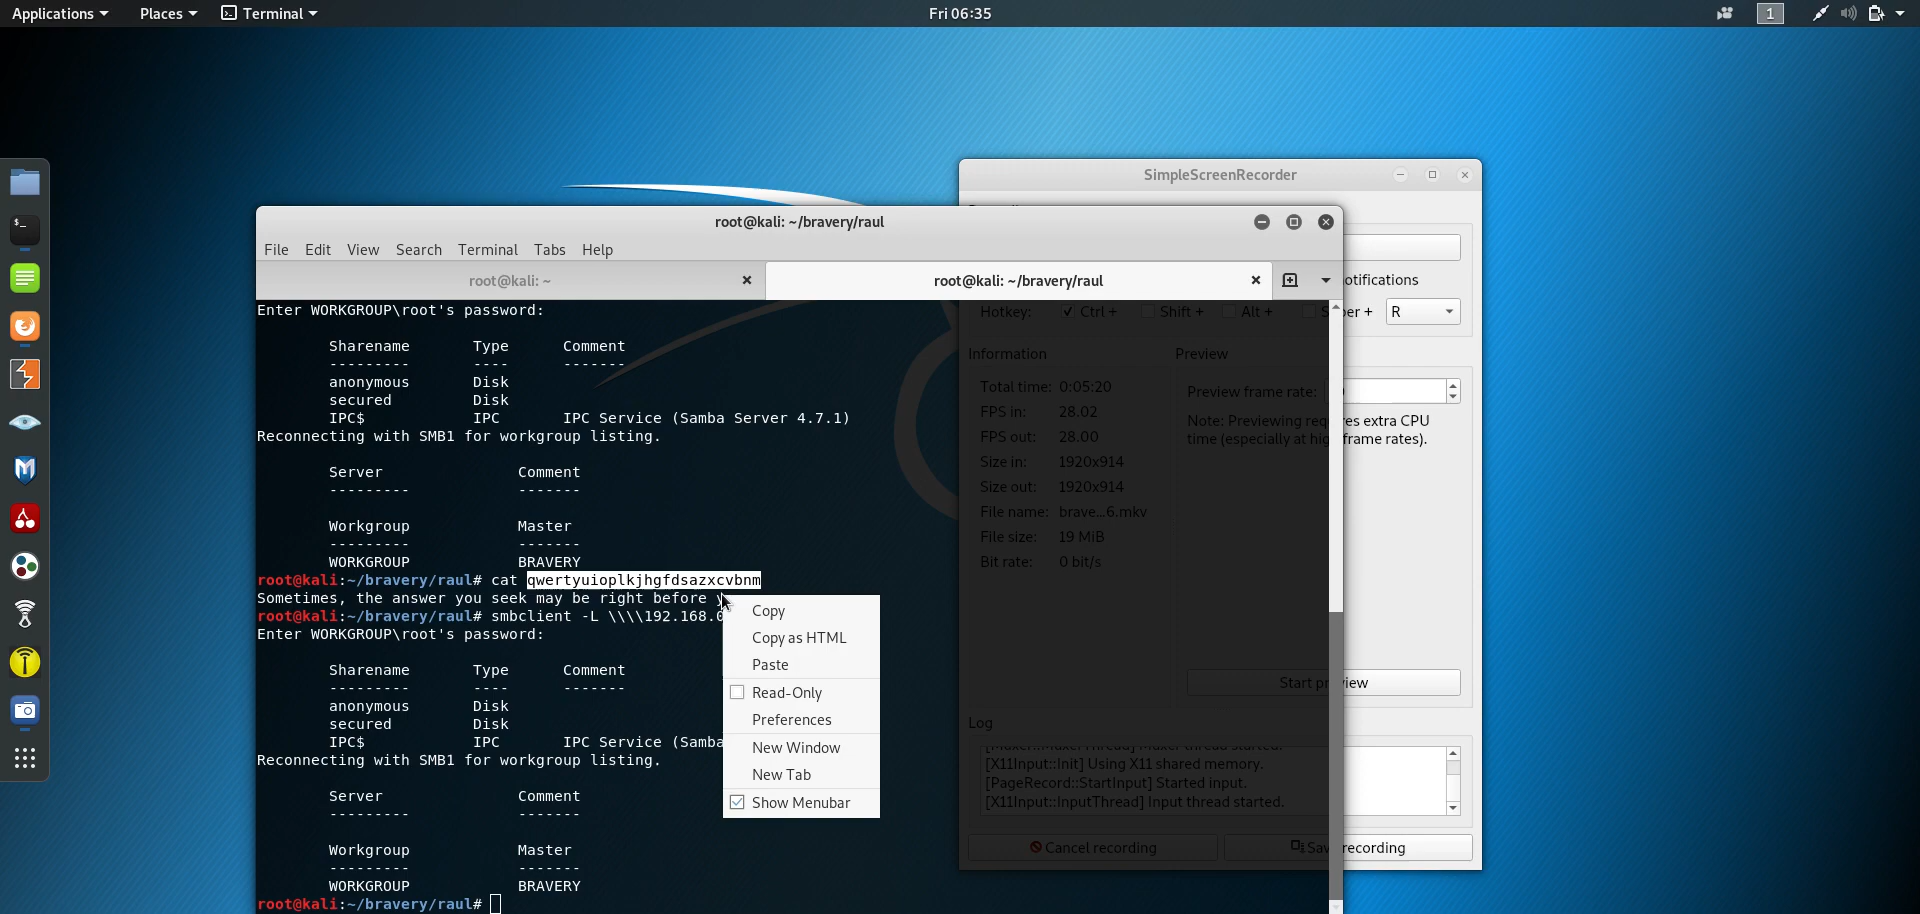 Applications Places Terminal Fri 06:35 1
SimpleScreenRecorder
root@kali: ~/bravery/raul
File Edit View Search Terminal Tabs Help
root@kali: ~ root@kali: ~/bravery/raul
Enter WORKGROUP\root's password:
Sharename Type Comment
--------- ---- -------
anonymous Disk
secured Disk
IPC$ IPC IPC Service (Samba Server 4.7.1)
Reconnecting with SMB1 for workgroup listing.
Server Comment
--------- -------
Workgroup Master
--------- -------
WORKGROUP BRAVERY
root@kali:~/bravery/raul# cat qwertyuioplkjhgfdsazxcvbnm
Sometimes, the answer you seek may be right before
root@kali:~/bravery/raul# smbclient -L \\\\192.168.
Enter WORKGROUP\root's password:
Sharename Type Comment
--------- ---- -------
anonymous Disk
secured Disk
IPC$ IPC IPC Service (Samba
Reconnecting with SMB1 for workgroup listing.
Server Comment
--------- -------
Workgroup Master
--------- -------
WORKGROUP BRAVERY
root@kali:~/bravery/raul#
Copy
Copy as HTML
Paste
Read-Only
Preferences
New Window
New Tab
Show Menubar
otifications
Hotkey: Ctrl + Shift + Alt + Super + R
Information
Total time: 0:05:20
FPS in: 28.02
FPS out: 28.00
Size in: 1920x914
Size out: 1920x914
File name: brave...6.mkv
File size: 19 MiB
Bit rate: 0 bit/s
Preview
Preview frame rate:
Note: Previewing requires extra CPU
time (especially at high frame rates).
Start preview
Log
[X11Input::Init] Using X11 shared memory.
[PageRecord::StartInput] Started input.
[X11Input::InputThread] Input thread started.
Cancel recording Save recording